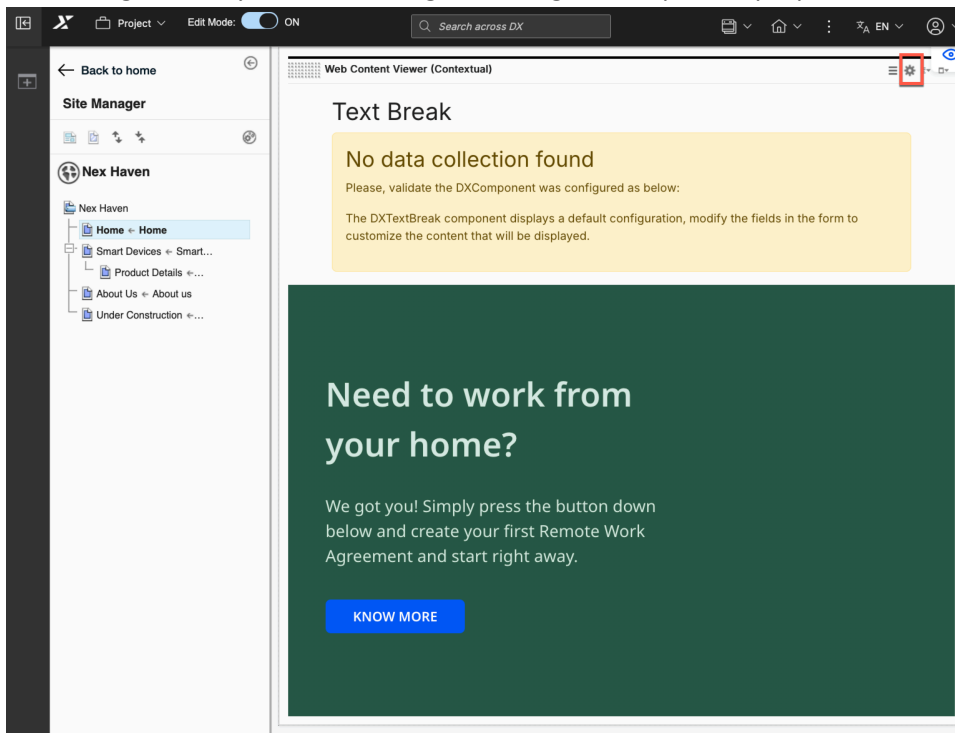 Project
Edit Mode:
ON
Search across DX
EN
Back to home
Web Content Viewer (Contextual)
Site Manager
Nex Haven
Nex Haven
Home ← Home
Smart Devices ← Smart...
Product Details ←...
About Us ← About us
Under Construction ←...
Text Break
No data collection found
Please, validate the DXComponent was configured as below:
The DXTextBreak component displays a default configuration, modify the fields in the form to
customize the content that will be displayed.
Need to work from
your home?
We got you! Simply press the button down
below and create your first Remote Work
Agreement and start right away.
KNOW MORE